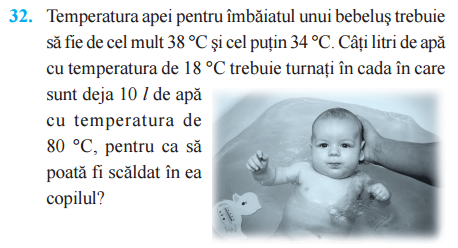 32. Temperatura apei pentru îmbăiatul unui bebeluş trebuie
să fie de cel mult 38 °C şi cel puţin 34 °C. Câţi litri de apă
cu temperatura de 18 °C trebuie turnaţi în cada în care
sunt deja 10 l de apă
cu temperatura de
80 °C, pentru ca să
poată fi scăldat în ea
copilul?